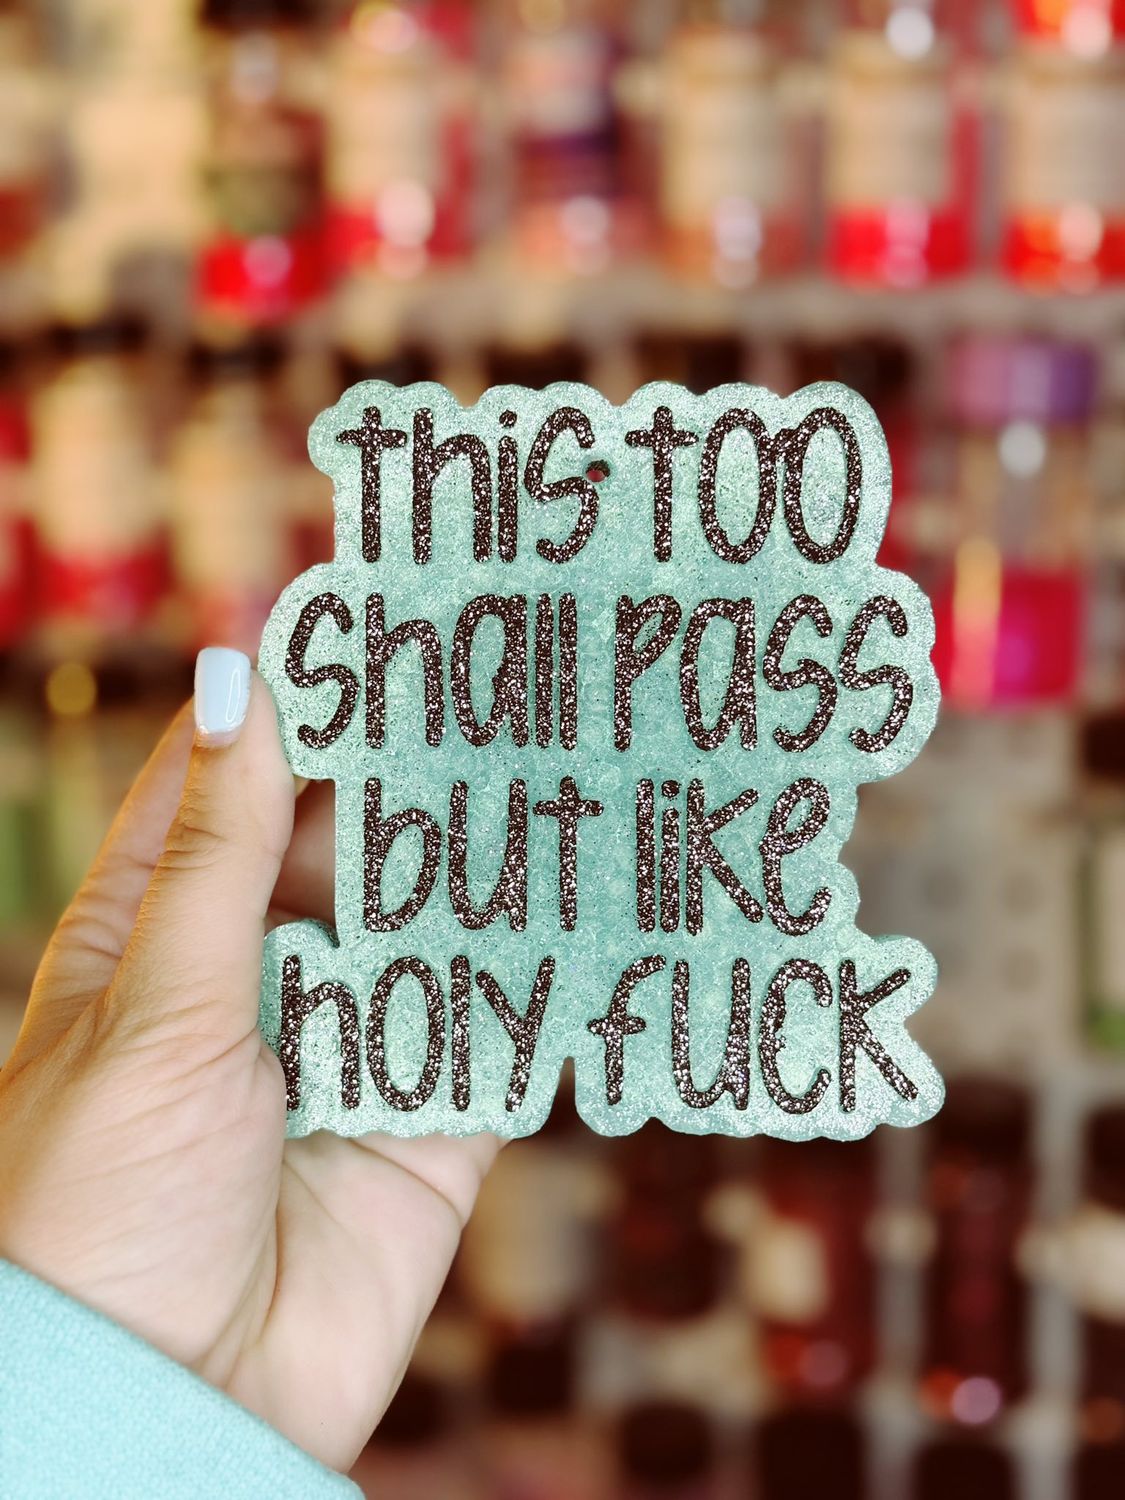 this too
shall pass
but like
holy fuck